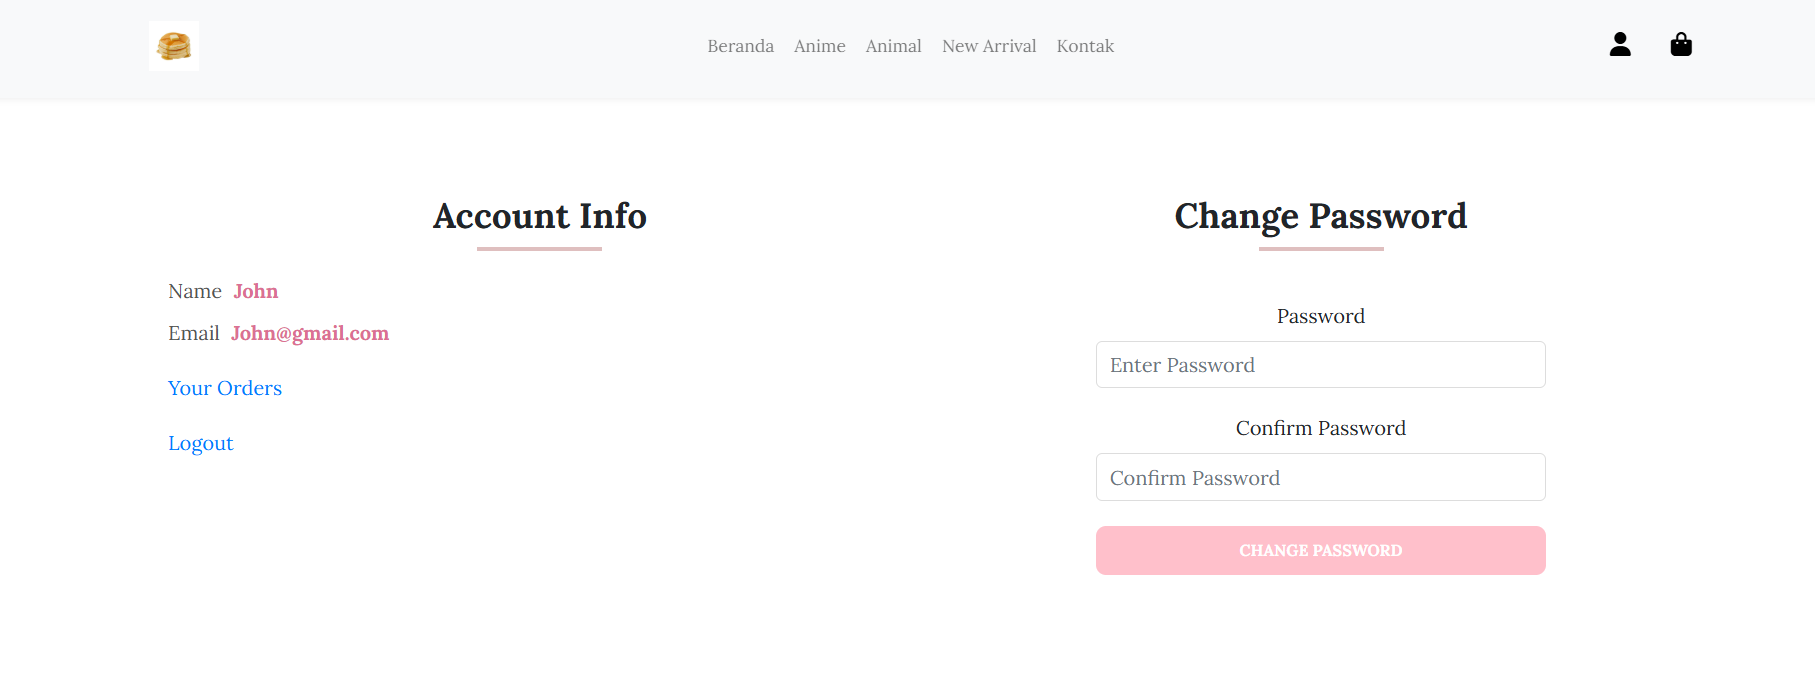 Beranda Anime Animal New Arrival Kontak
Account Info
Name John
Email John@gmail.com
Your Orders
Logout
Change Password
Password
Enter Password
Confirm Password
Confirm Password
CHANGE PASSWORD